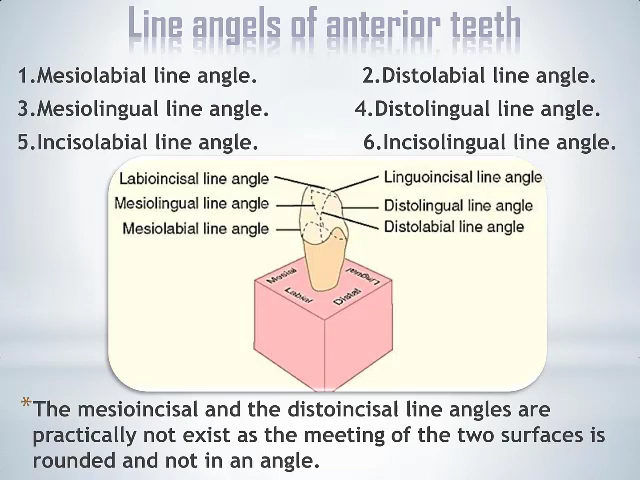 Line angels of anterior teeth
1.Mesiolabial line angle. 2.Distolabial line angle.
3.Mesiolingual line angle. 4.Distolingual line angle.
5.Incisolabial line angle. 6.Incisolingual line angle.
Labioincisal line angle Linguoincisal line angle
Mesiolingual line angle Distolingual line angle
Mesiolabial line angle Distolabial line angle
Mesial Lingual
Labial Distal
*The mesioincisal and the distoincisal line angles are
practically not exist as the meeting of the two surfaces is
rounded and not in an angle.